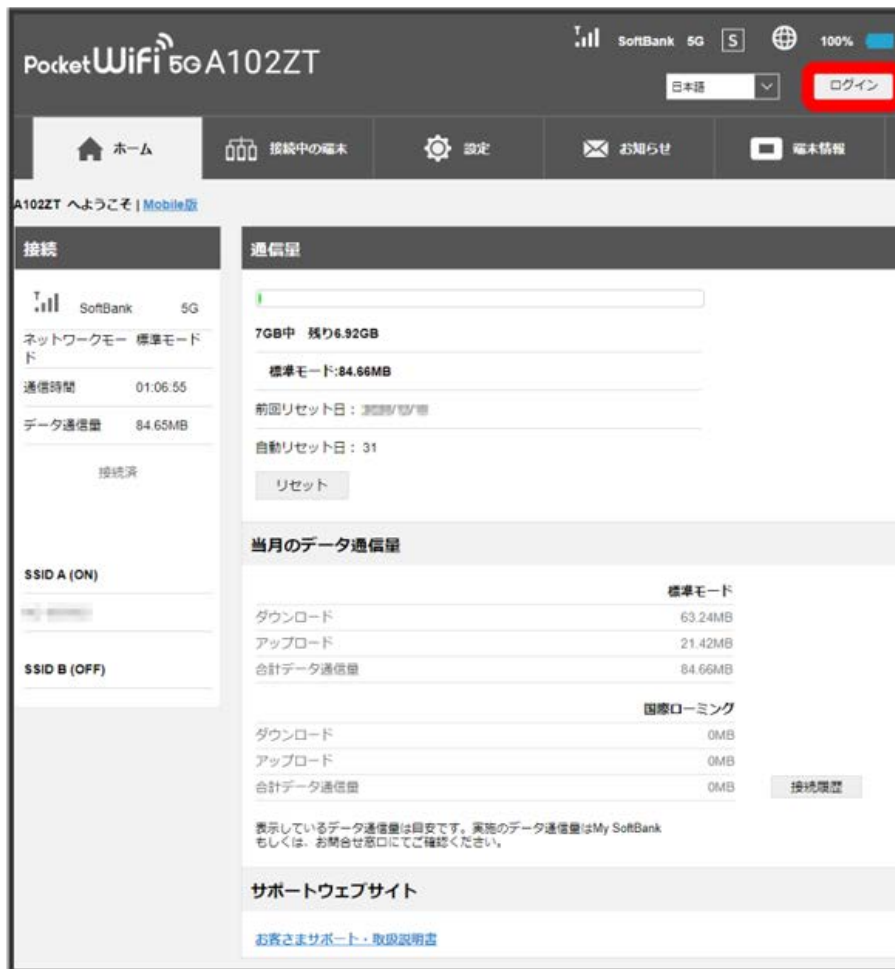 PocketWiFi 5G A102ZT
SoftBank 5G S 100%
日本語 ログイン
ホーム 接続中の端末 設定 お知らせ 端末情報
A102ZT へようこそ | Mobile版
接続
SoftBank 5G
ネットワークモー 標準モード
ド
通信時間 01:06:55
データ通信量 84.65MB
接続済
SSID A (ON)
SSID B (OFF)
通信量
7GB中 残り6.92GB
標準モード:84.66MB
前回リセット日：
自動リセット日： 31
リセット
当月のデータ通信量
標準モード
ダウンロード 63.24MB
アップロード 21.42MB
合計データ通信量 84.66MB
国際ローミング
ダウンロード 0MB
アップロード 0MB
合計データ通信量 0MB 接続履歴
表示しているデータ通信量は目安です。実施のデータ通信量はMy SoftBank
もしくは、お問合せ窓口にてご確認ください。
サポートウェブサイト
お客さまサポート・取扱説明書